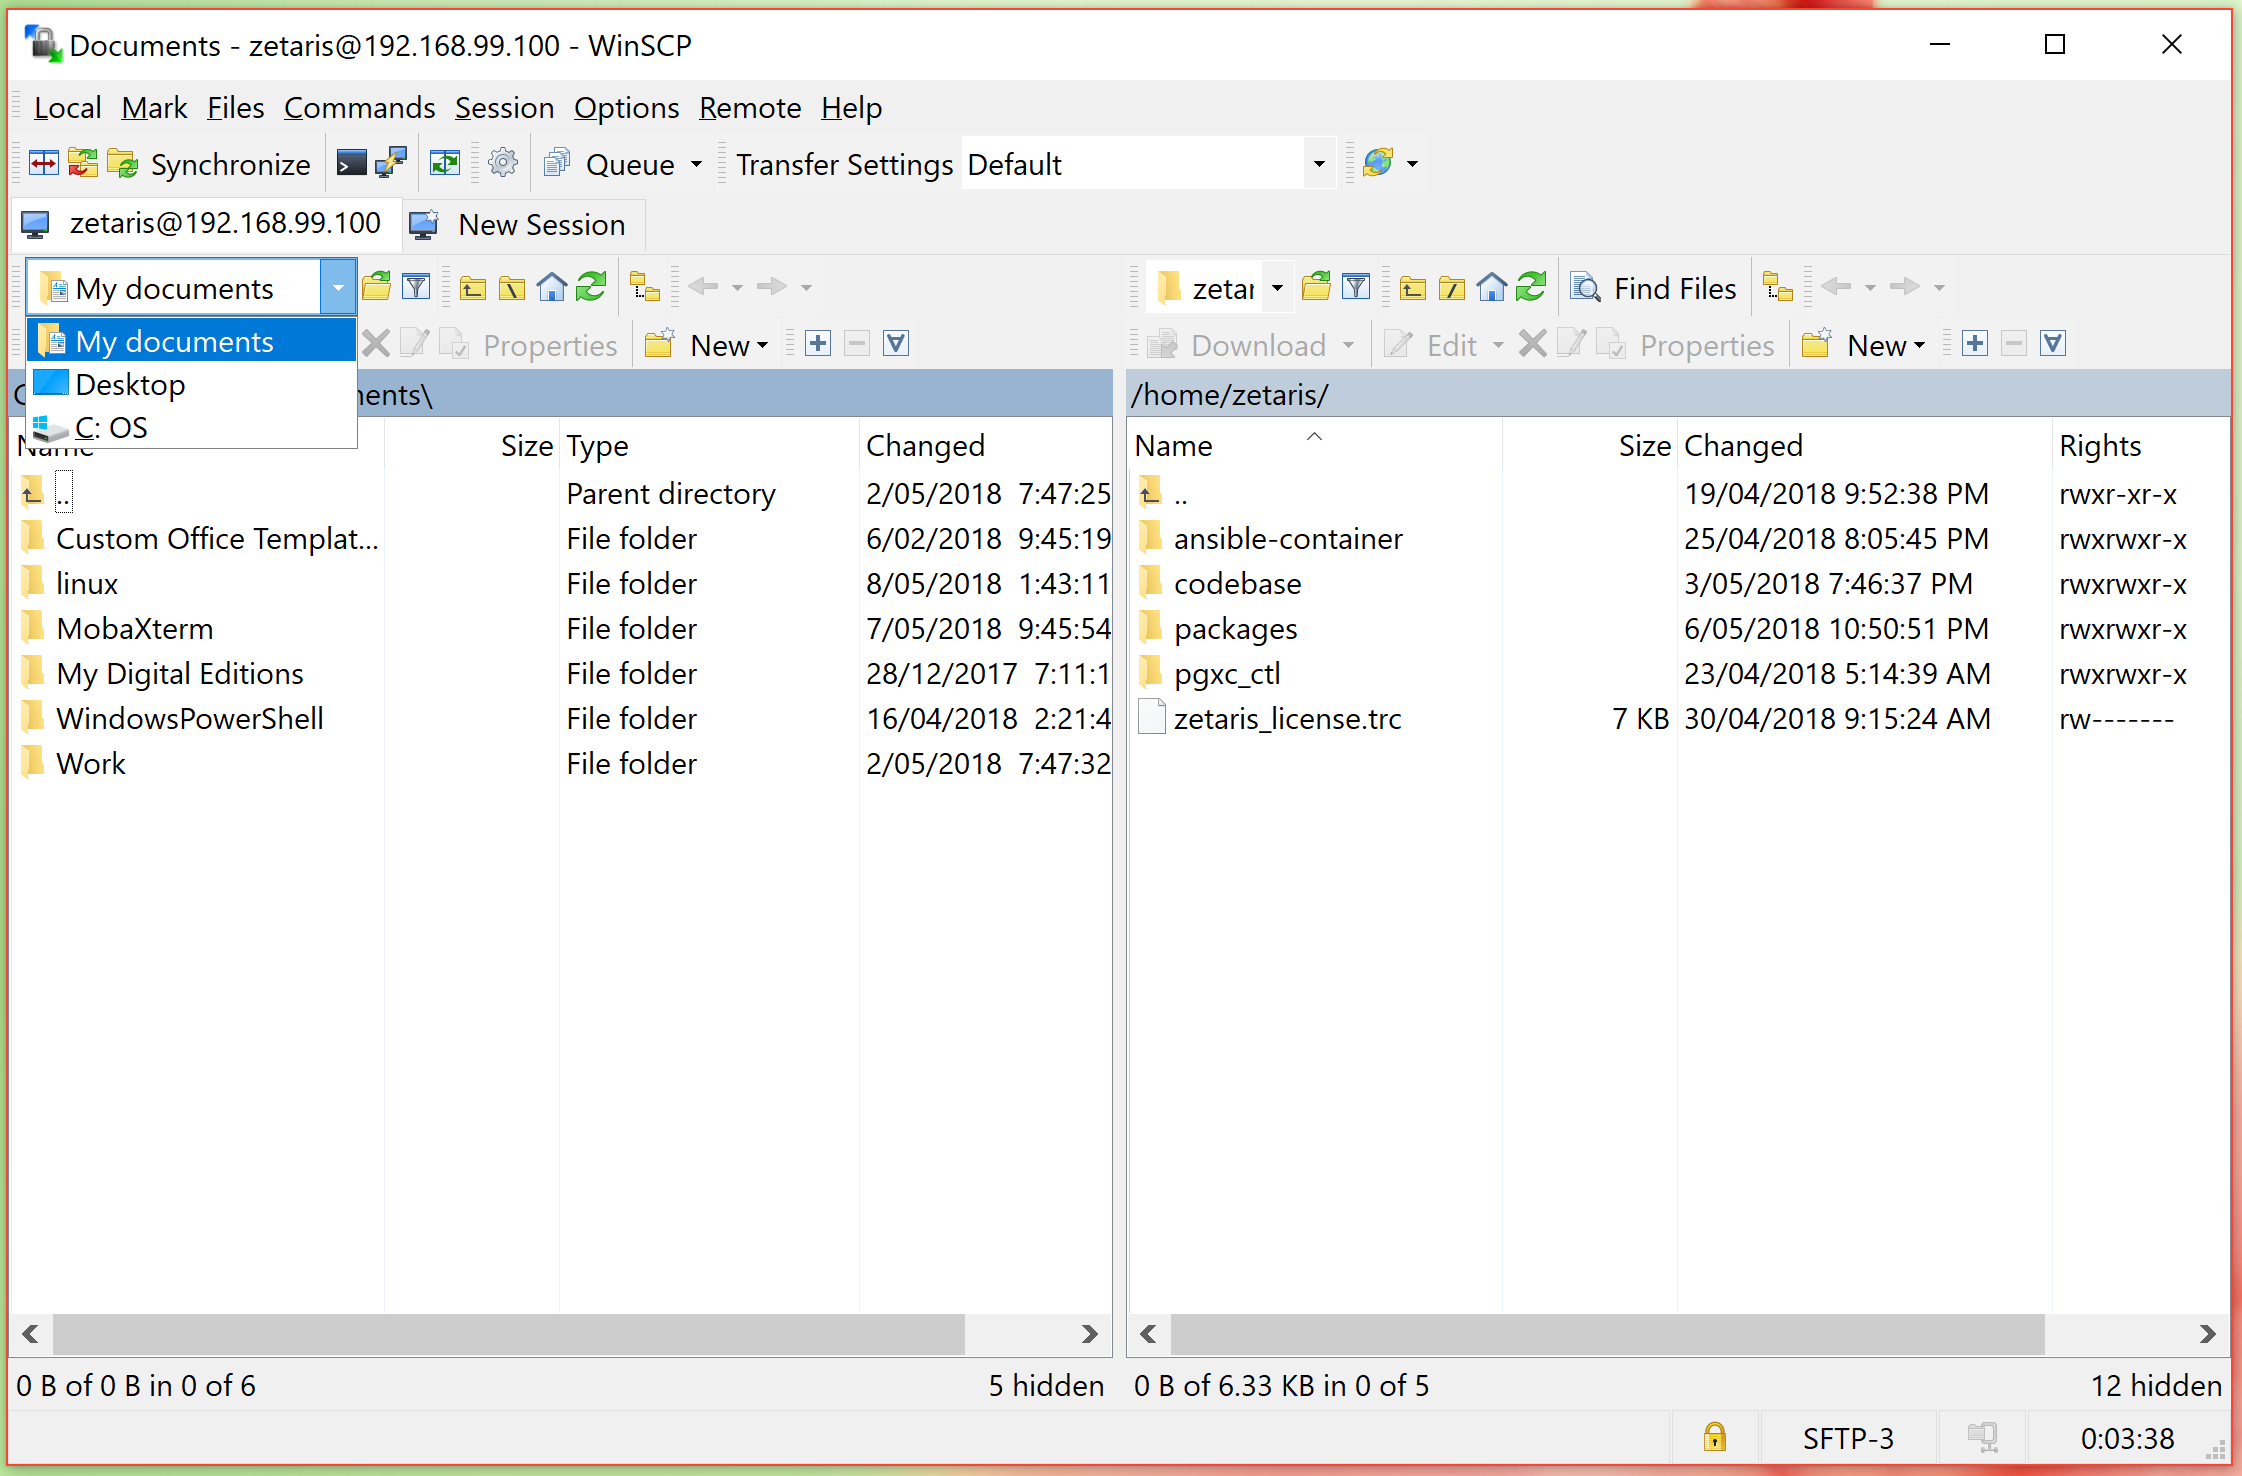 Documents - zetaris@192.168.99.100 - WinSCP
Local Mark Files Commands Session Options Remote Help
Synchronize Queue Transfer Settings Default
zetaris@192.168.99.100 New Session
My documents zetar Find Files
My documents Properties New Download Edit Properties New
Desktop
ments\ /home/zetaris/
C: OS
Name Size Type Changed Name Size Changed Rights
.. Parent directory 2/05/2018 7:47:25 .. 19/04/2018 9:52:38 PM rwxr-xr-x
Custom Office Templat... File folder 6/02/2018 9:45:19 ansible-container 25/04/2018 8:05:45 PM rwxrwxr-x
linux File folder 8/05/2018 1:43:11 codebase 3/05/2018 7:46:37 PM rwxrwxr-x
MobaXterm File folder 7/05/2018 9:45:54 packages 6/05/2018 10:50:51 PM rwxrwxr-x
My Digital Editions File folder 28/12/2017 7:11:1 pgxc_ctl 23/04/2018 5:14:39 AM rwxrwxr-x
WindowsPowerShell File folder 16/04/2018 2:21:4 zetaris_license.trc 7 KB 30/04/2018 9:15:24 AM rw-------
Work File folder 2/05/2018 7:47:32
0 B of 0 B in 0 of 6 5 hidden 0 B of 6.33 KB in 0 of 5 12 hidden
SFTP-3 0:03:38